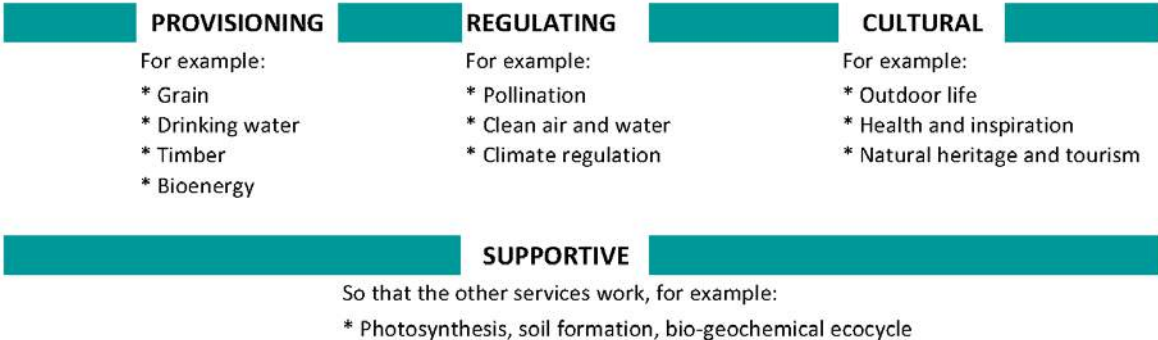 PROVISIONING
For example:
* Grain
* Drinking water
* Timber
* Bioenergy
REGULATING
For example:
* Pollination
* Clean air and water
* Climate regulation
CULTURAL
For example:
* Outdoor life
* Health and inspiration
* Natural heritage and tourism
SUPPORTIVE
So that the other services work, for example:
* Photosynthesis, soil formation, bio-geochemical ecocycle